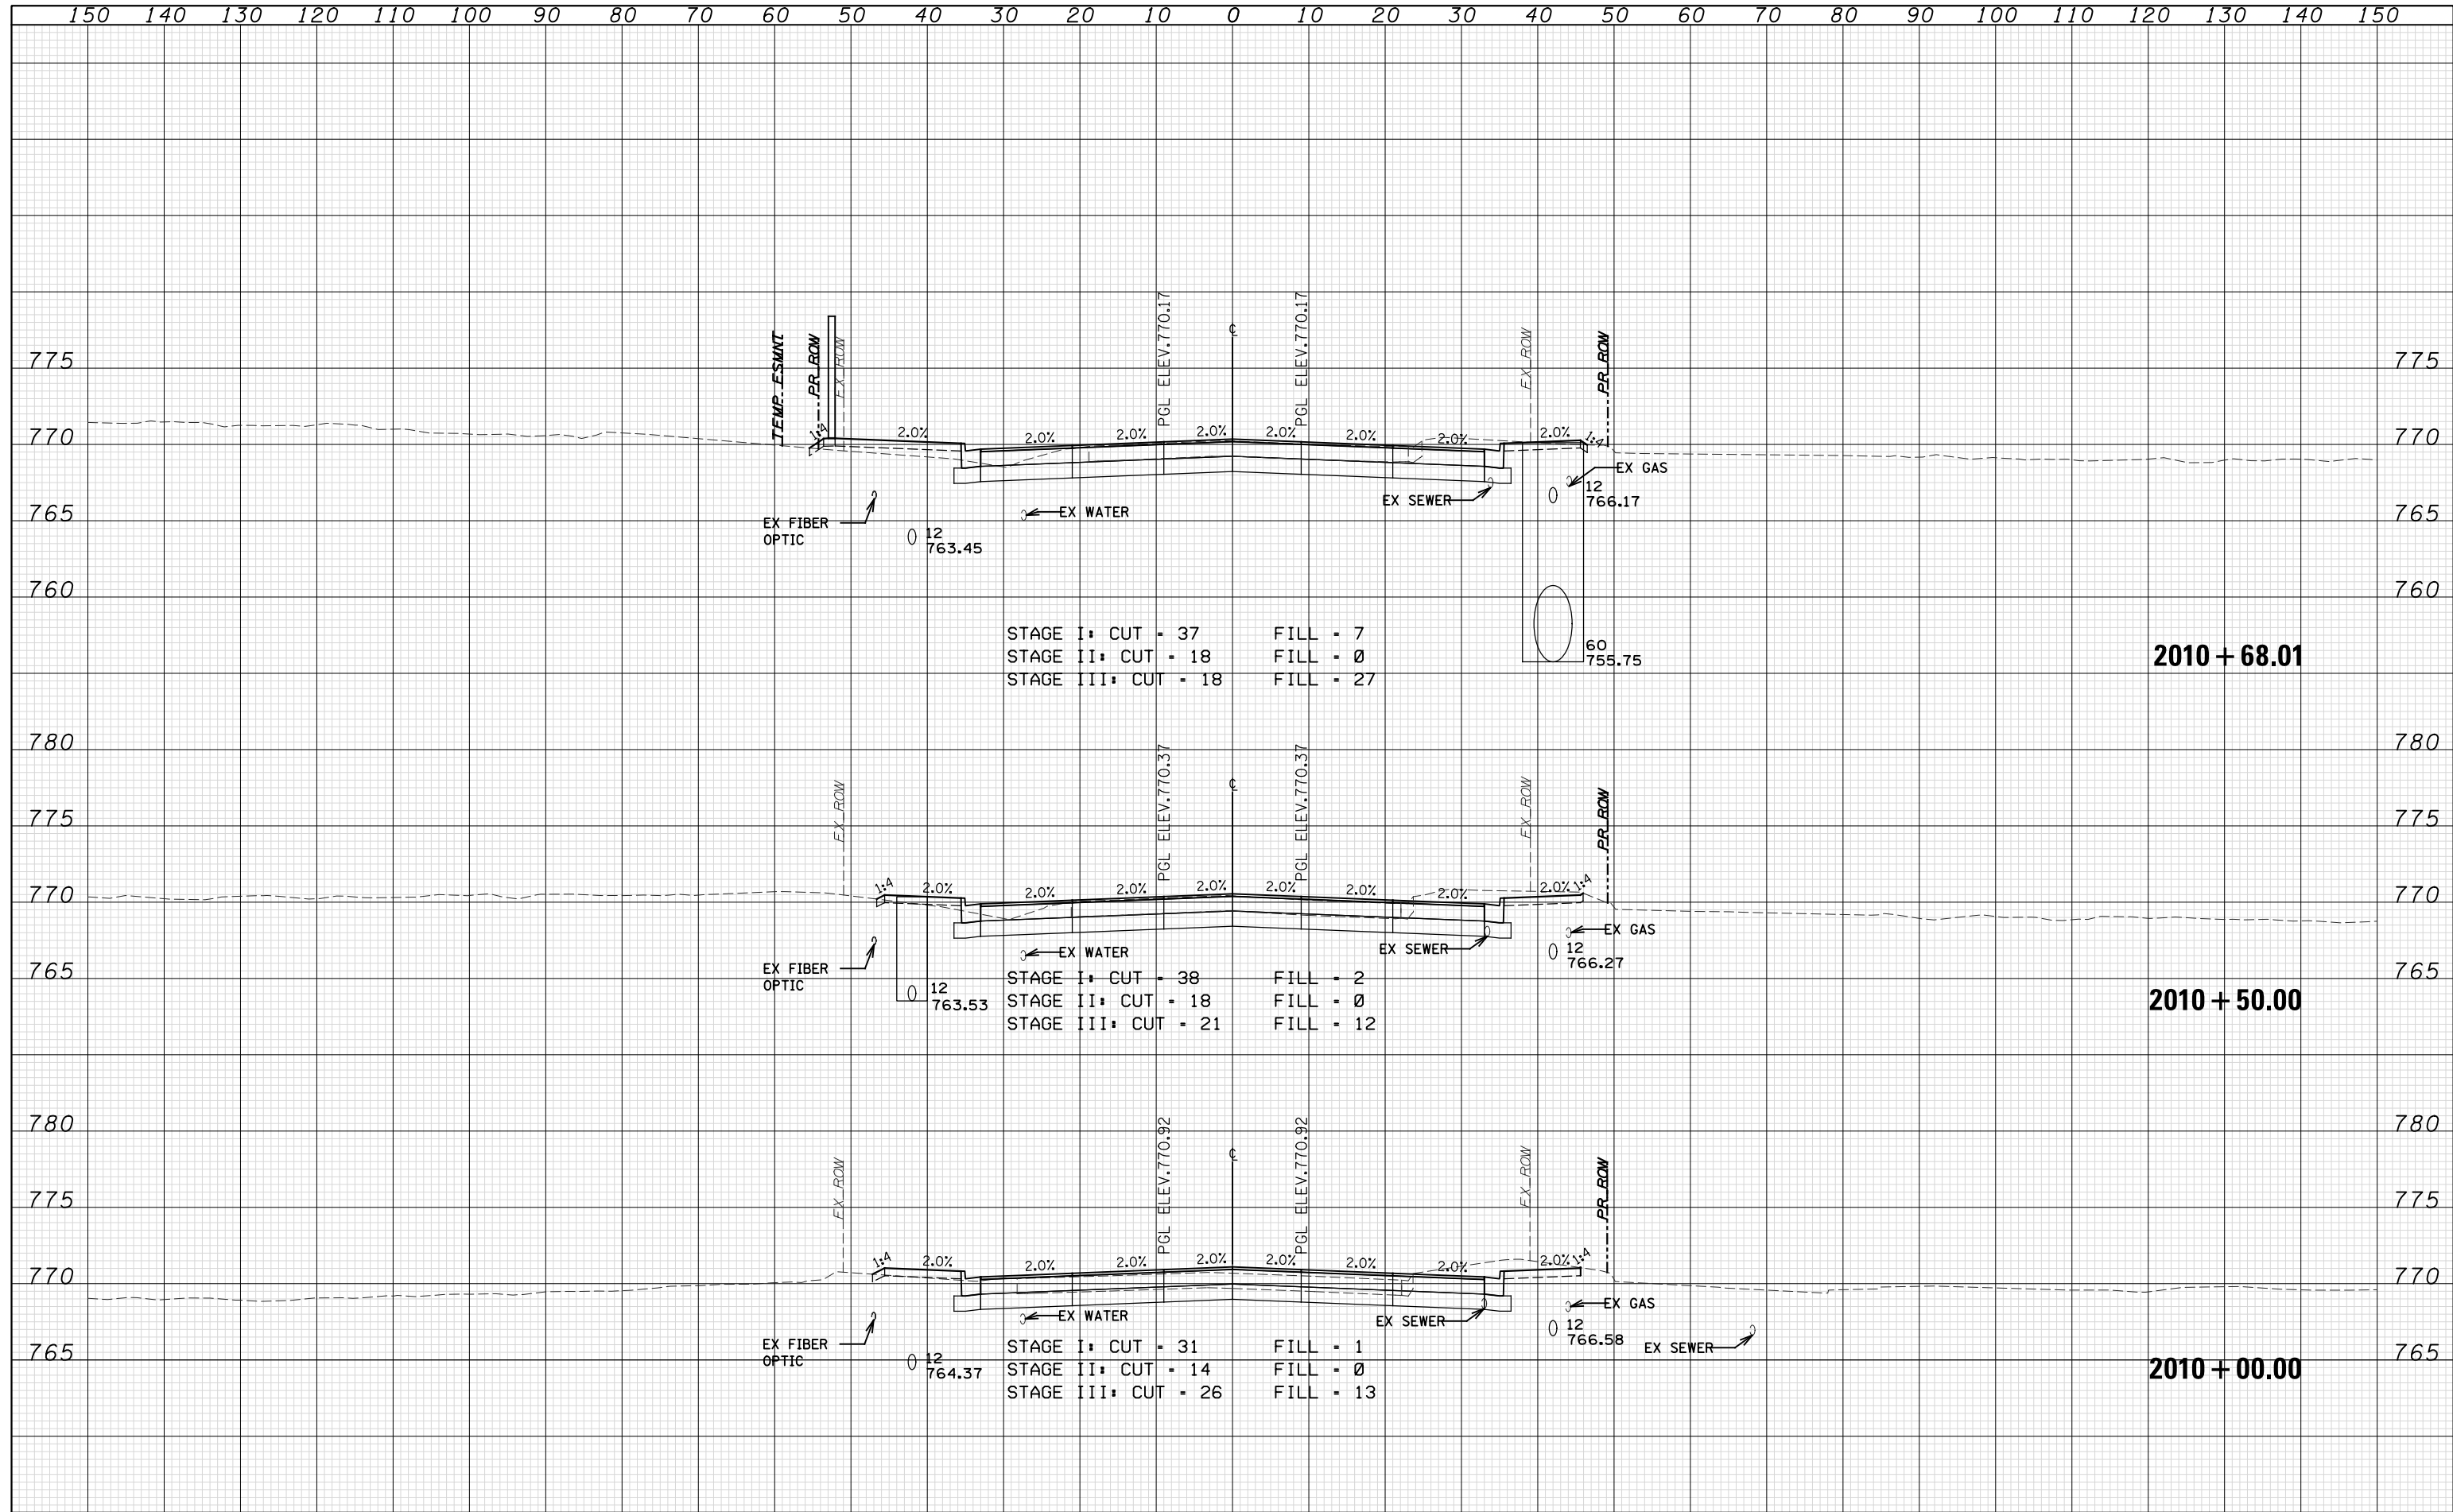 150 140 130 120 110 100 90 80 70 60 50 40 30 20 10 0 10 20 30 40 50 60 70 80 90 100 110 120 130 140 150
TEMP. ESMNT
PR ROW
EX ROW
PGL ELEV.770.17
℄
PGL ELEV.770.17
EX ROW
PR ROW
775 775
770 770
1:4 2.0% 2.0% 2.0% 2.0% 2.0% 2.0% 2.0% 2.0% 1:4
EX GAS
12
766.17
EX SEWER
EX WATER
765 765
EX FIBER
OPTIC
12
763.45
760 760
STAGE I: CUT = 37 FILL = 7
STAGE II: CUT = 18 FILL = 0
STAGE III: CUT = 18 FILL = 27
60
755.75
2010 + 68.01
780 780
EX ROW
PGL ELEV.770.37
℄
PGL ELEV.770.37
EX ROW
PR ROW
775 775
770 770
1:4 2.0% 2.0% 2.0% 2.0% 2.0% 2.0% 2.0% 2.0% 1:4
EX GAS
EX SEWER
EX WATER
12
766.27
EX FIBER
OPTIC
765 765
12
763.53
STAGE I: CUT = 38 FILL = 2
STAGE II: CUT = 18 FILL = 0
STAGE III: CUT = 21 FILL = 12
2010 + 50.00
780 780
EX ROW
PGL ELEV.770.92
℄
PGL ELEV.770.92
EX ROW
PR ROW
775 775
770 770
1:4 2.0% 2.0% 2.0% 2.0% 2.0% 2.0% 2.0% 2.0% 1:4
EX GAS
EX WATER
EX SEWER
12
766.58
EX SEWER
EX FIBER
OPTIC
765 765
12
764.37
STAGE I: CUT = 31 FILL = 1
STAGE II: CUT = 14 FILL = 0
STAGE III: CUT = 26 FILL = 13
2010 + 00.00